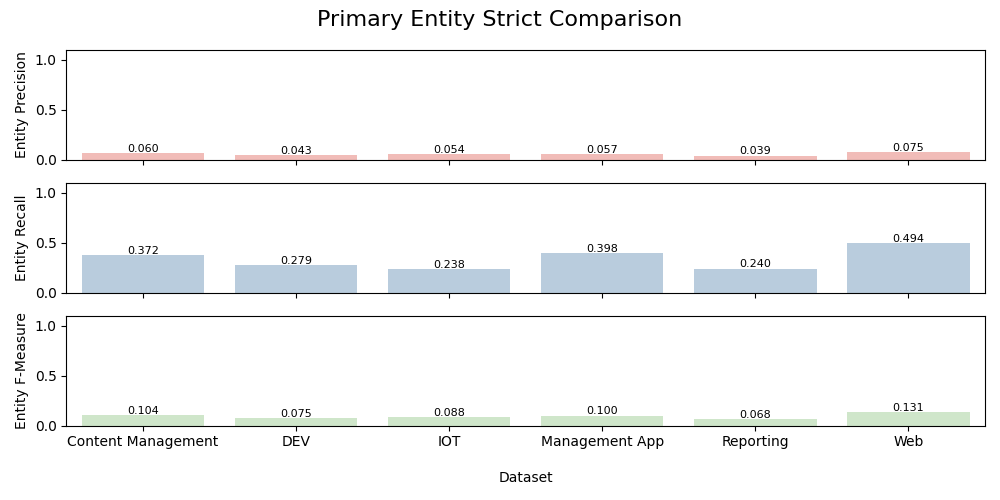 Primary Entity Strict Comparison
Entity Precision
1.0
0.5
0.0
0.060 0.043 0.054 0.057 0.039 0.075
Entity Recall
1.0
0.5
0.0
0.372 0.279 0.238 0.398 0.240 0.494
Entity F-Measure
1.0
0.5
0.0
0.104 0.075 0.088 0.100 0.068 0.131
Content Management DEV IOT Management App Reporting Web
Dataset